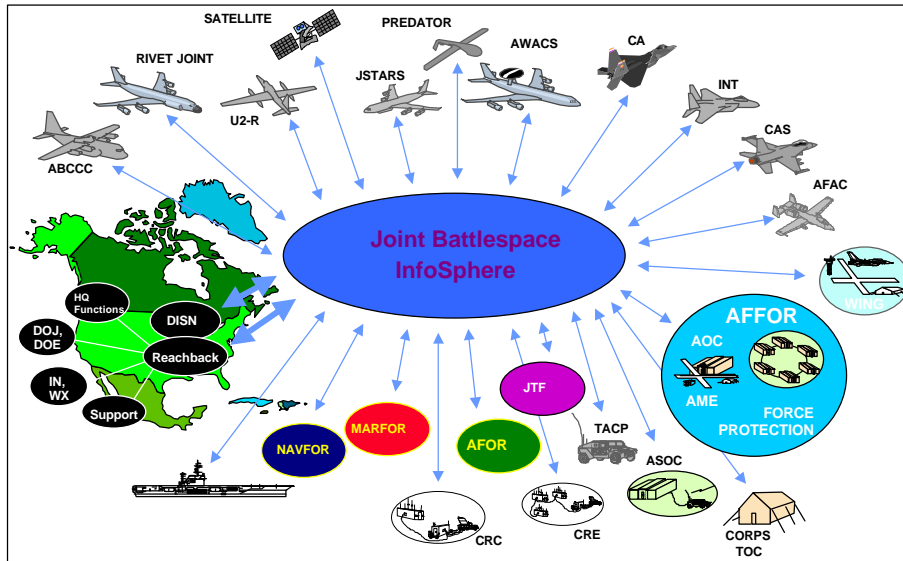 SATELLITE
PREDATOR
AWACS
CA
RIVET JOINT
JSTARS
INT
U2-R
CAS
ABCCC
AFAC
Joint Battlespace
InfoSphere
WING
HQ
Functions
DISN
AFFOR
DOJ,
DOE
Reachback
AOC
IN,
WX
Support
AME
JTF
FORCE
PROTECTION
NAVFOR
MARFOR
AFOR
TACP
ASOC
CRC
CRE
CORPS
TOC